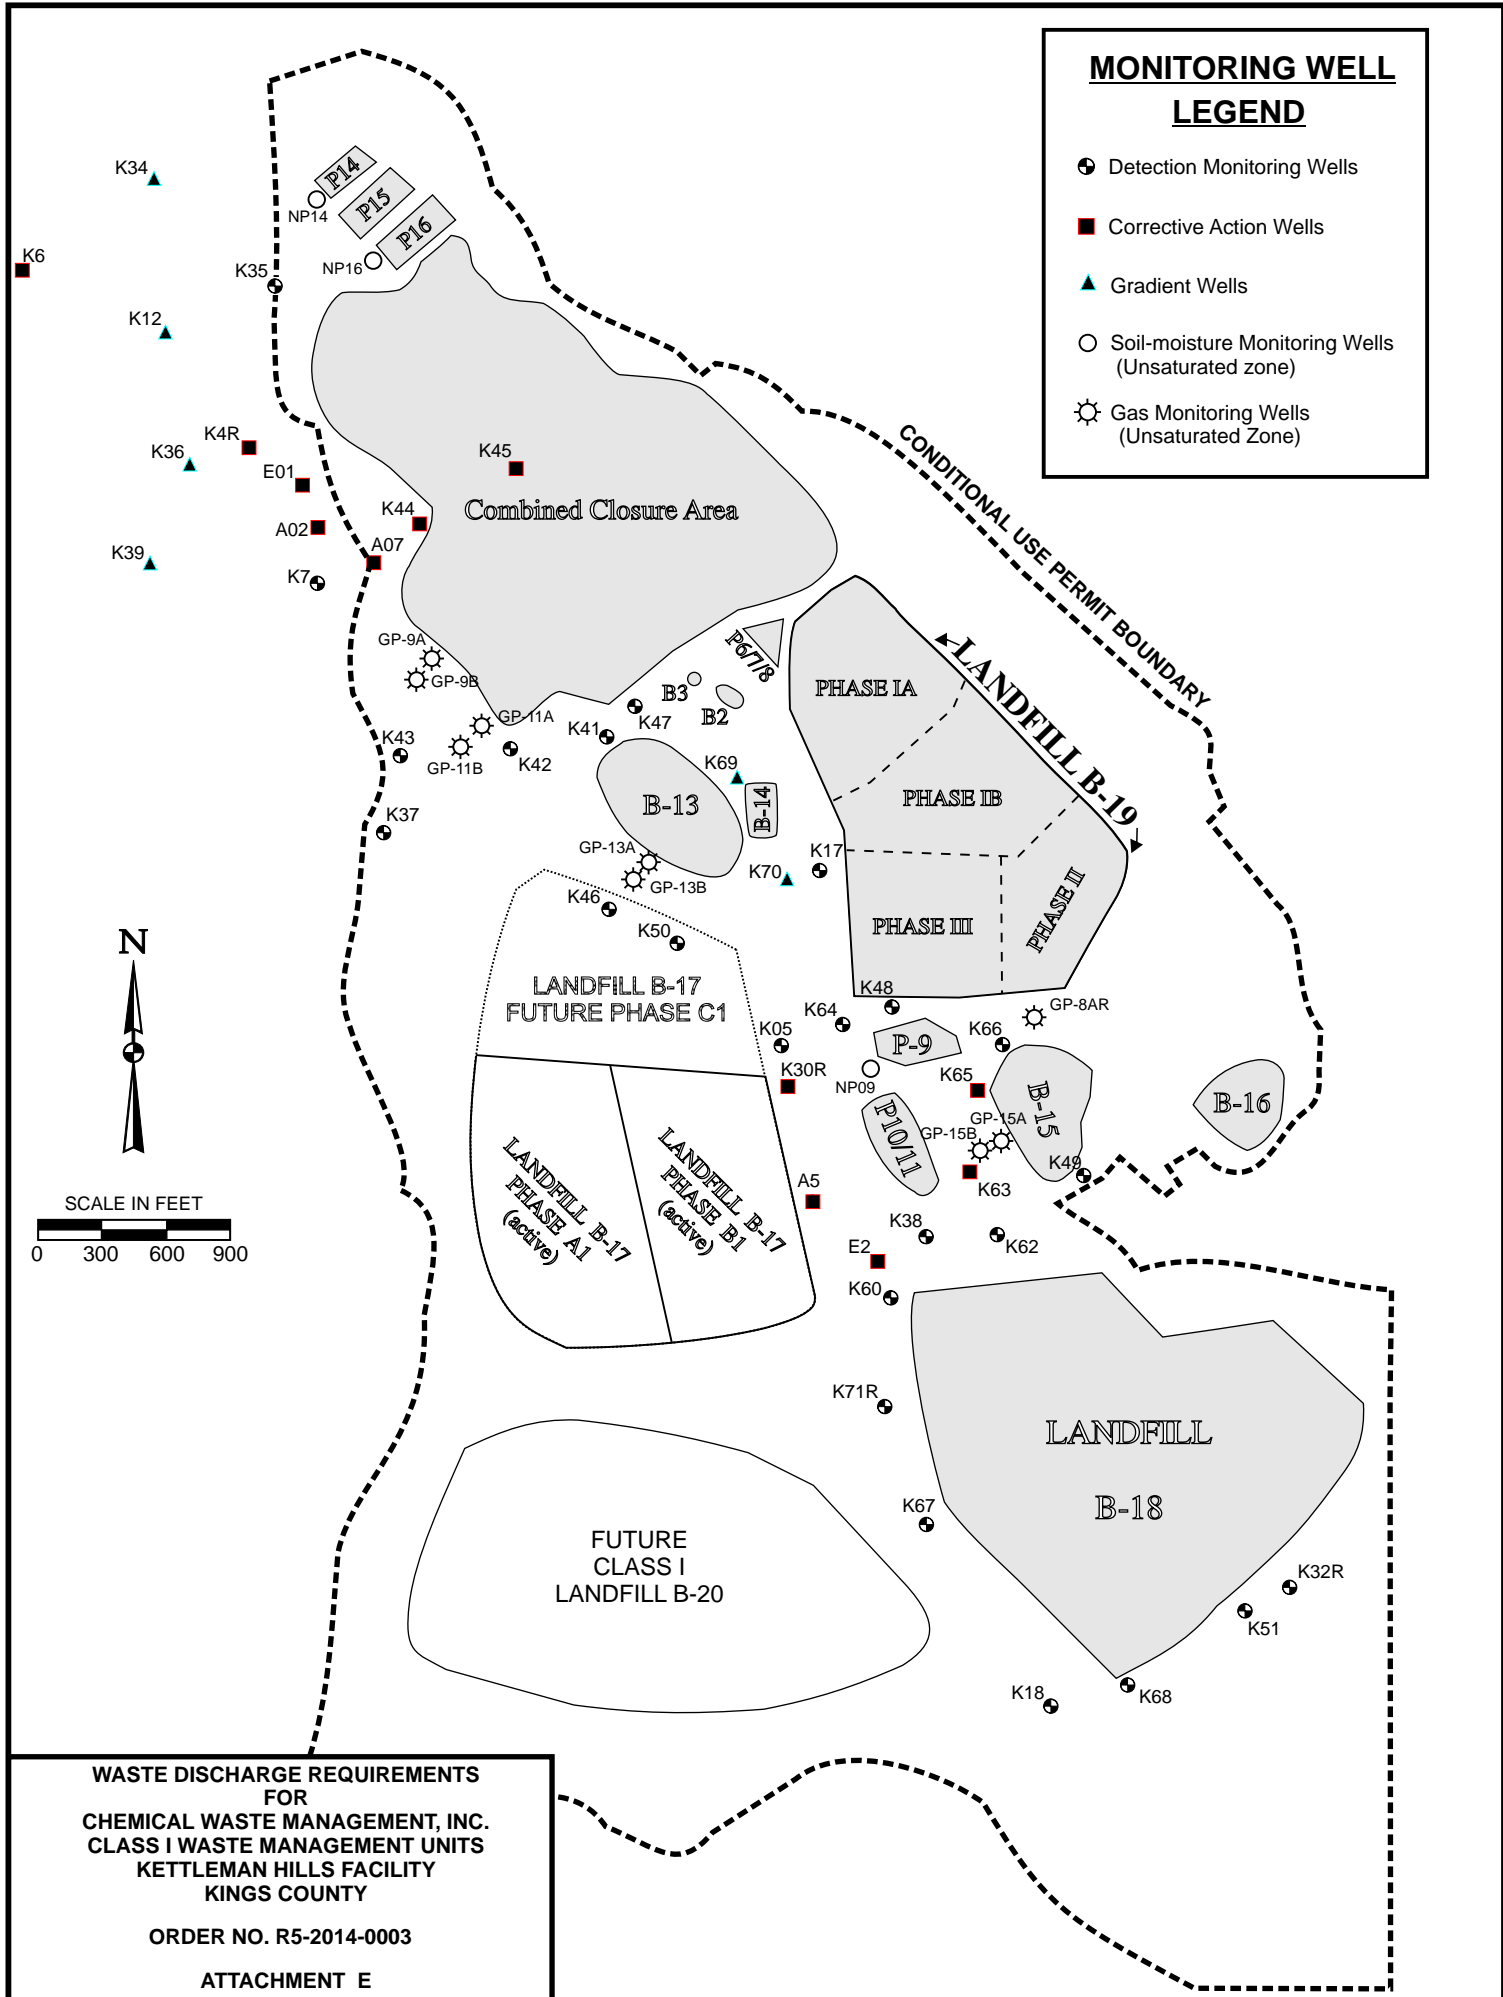 MONITORING WELL
LEGEND
Detection Monitoring Wells
Corrective Action Wells
Gradient Wells
Soil-moisture Monitoring Wells
(Unsaturated zone)
Gas Monitoring Wells
(Unsaturated Zone)
K34
P14
NP14
P15
P16
NP16
K6
K35
K12
K4R
K36
E01
K45
Combined Closure Area
K44
A02
A07
K39
K7
CONDITIONAL USE PERMIT BOUNDARY
GP-9A
GP-9B
P6/7/8
B3
B2
LANDFILL B-19
PHASE IA
PHASE IB
PHASE II
PHASE III
GP-11A
GP-11B
K47
K41
K42
K43
K69
B-13
B-14
K37
GP-13A
GP-13B
K70
K17
K46
K50
N
LANDFILL B-17
FUTURE PHASE C1
K48
K64
GP-8AR
K05
P-9
K66
K30R
NP09
K65
B-15
B-16
P10/11
GP-15A
GP-15B
K49
K63
A5
LANDFILL B-17
PHASE A1
(active)
LANDFILL B-17
PHASE B1
(active)
SCALE IN FEET
0 300 600 900
K38
K62
E2
K60
K71R
LANDFILL
B-18
K67
FUTURE
CLASS I
LANDFILL B-20
K32R
K51
K18
K68
WASTE DISCHARGE REQUIREMENTS
FOR
CHEMICAL WASTE MANAGEMENT, INC.
CLASS I WASTE MANAGEMENT UNITS
KETTLEMAN HILLS FACILITY
KINGS COUNTY
ORDER NO. R5-2014-0003
ATTACHMENT E